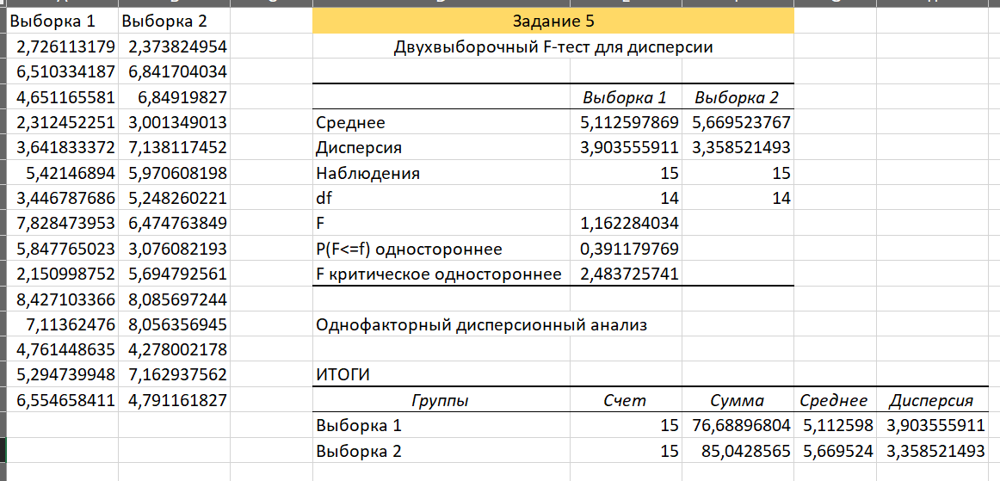 Выборка 1 Выборка 2 Задание 5
2,726113179 2,373824954 Двухвыборочный F-тест для дисперсии
6,510334187 6,841704034
4,651165581 6,84919827 Выборка 1 Выборка 2
2,312452251 3,001349013 Среднее 5,112597869 5,669523767
3,641833372 7,138117452 Дисперсия 3,903555911 3,358521493
5,42146894 5,970608198 Наблюдения 15 15
3,446787686 5,248260221 df 14 14
7,828473953 6,474763849 F 1,162284034
5,847765023 3,076082193 P(F<=f) одностороннее 0,391179769
2,150998752 5,694792561 F критическое одностороннее 2,483725741
8,427103366 8,085697244
7,11362476 8,056356945 Однофакторный дисперсионный анализ
4,761448635 4,278002178
5,294739948 7,162937562 ИТОГИ
6,554658411 4,791161827 Группы Счет Сумма Среднее Дисперсия
Выборка 1 15 76,68896804 5,112598 3,903555911
Выборка 2 15 85,0428565 5,669524 3,358521493